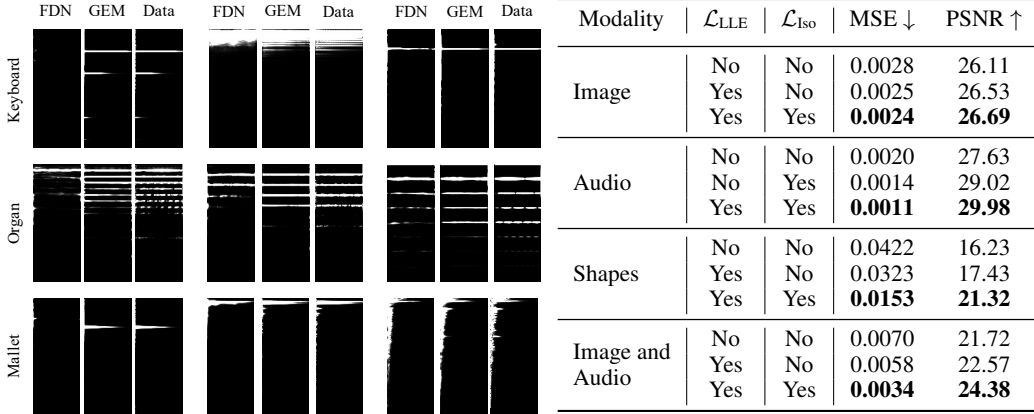 FDN GEM Data FDN GEM Data FDN GEM Data
Keyboard
Organ
Mallet
Modality ℒ_LLE ℒ_Iso MSE ↓ PSNR ↑
Image
No No 0.0028 26.11
Yes No 0.0025 26.53
Yes Yes 0.0024 26.69
Audio
No No 0.0020 27.63
No Yes 0.0014 29.02
Yes Yes 0.0011 29.98
Shapes
No No 0.0422 16.23
Yes No 0.0323 17.43
Yes Yes 0.0153 21.32
Image and
Audio
No No 0.0070 21.72
Yes No 0.0058 22.57
Yes Yes 0.0034 24.38